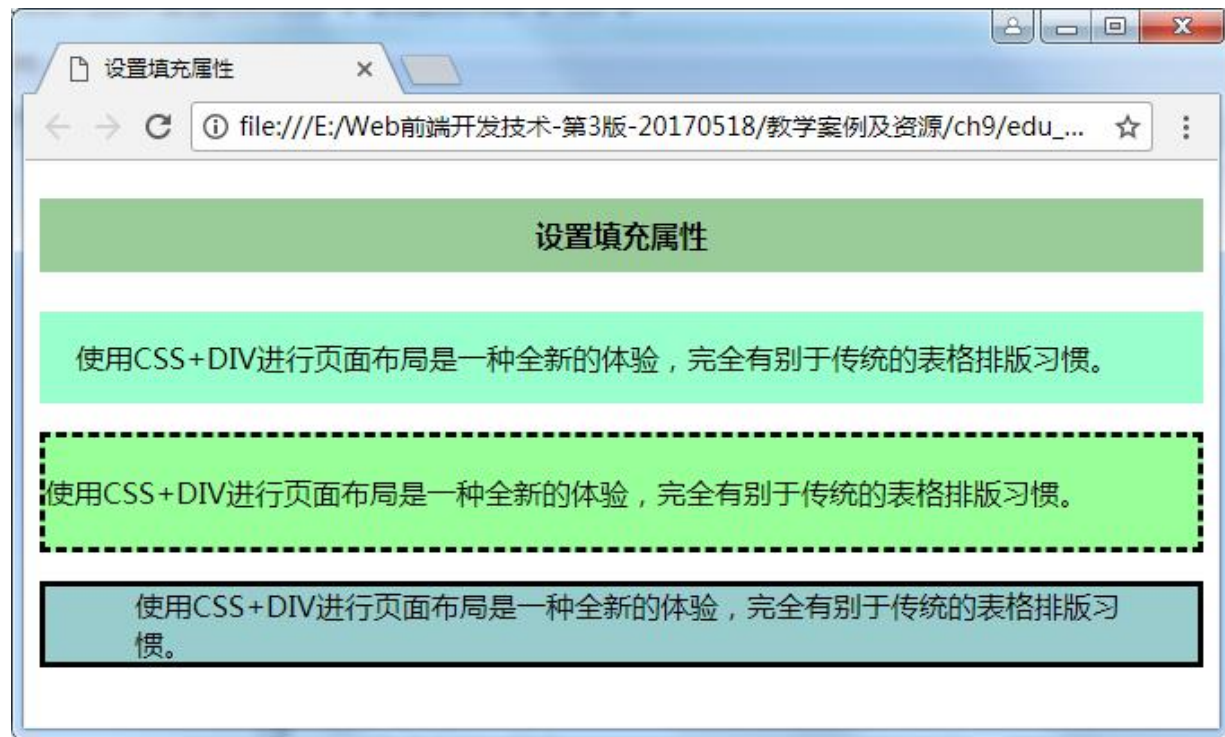 设置填充属性
file:///E:/Web前端开发技术-第3版-20170518/教学案例及资源/ch9/edu_...
设置填充属性
使用CSS+DIV进行页面布局是一种全新的体验，完全有别于传统的表格排版习惯。
使用CSS+DIV进行页面布局是一种全新的体验，完全有别于传统的表格排版习惯。
使用CSS+DIV进行页面布局是一种全新的体验，完全有别于传统的表格排版习
惯。